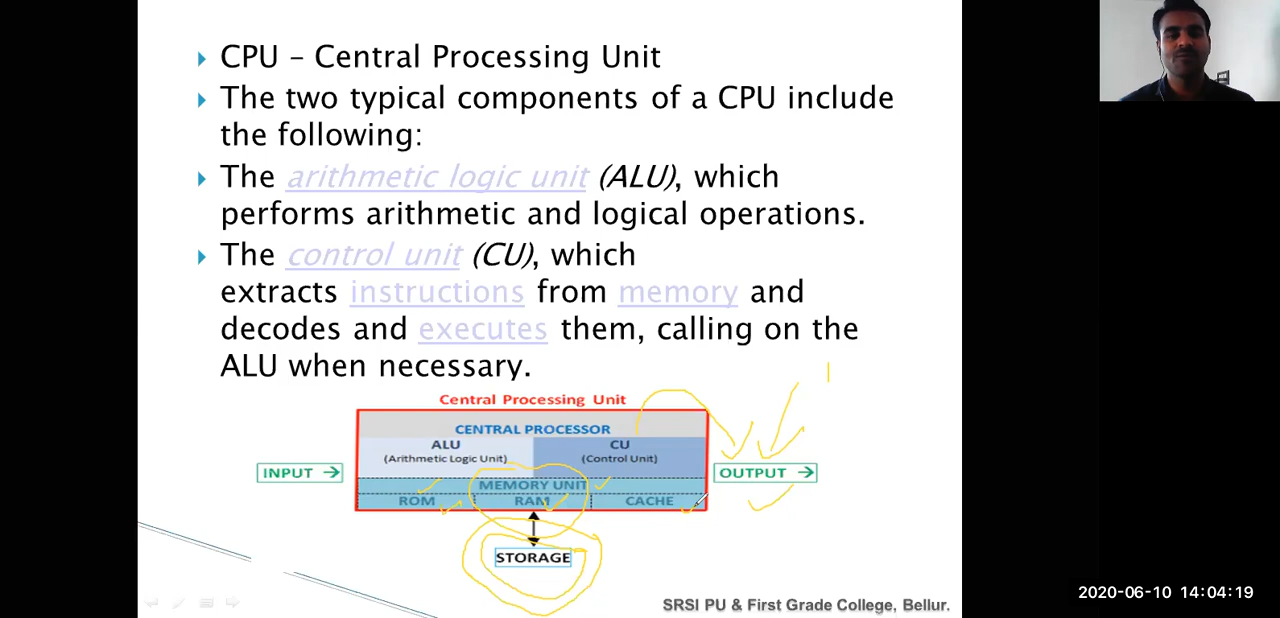 CPU – Central Processing Unit
The two typical components of a CPU include
the following:
The arithmetic logic unit (ALU), which
performs arithmetic and logical operations.
The control unit (CU), which
extracts instructions from memory and
decodes and executes them, calling on the
ALU when necessary.
Central Processing Unit
CENTRAL PROCESSOR
ALU
(Arithmetic Logic Unit)
CU
(Control Unit)
INPUT →
OUTPUT →
MEMORY UNIT
ROM
RAM
CACHE
STORAGE
SRSI PU & First Grade College, Bellur.
2020-06-10 14:04:19